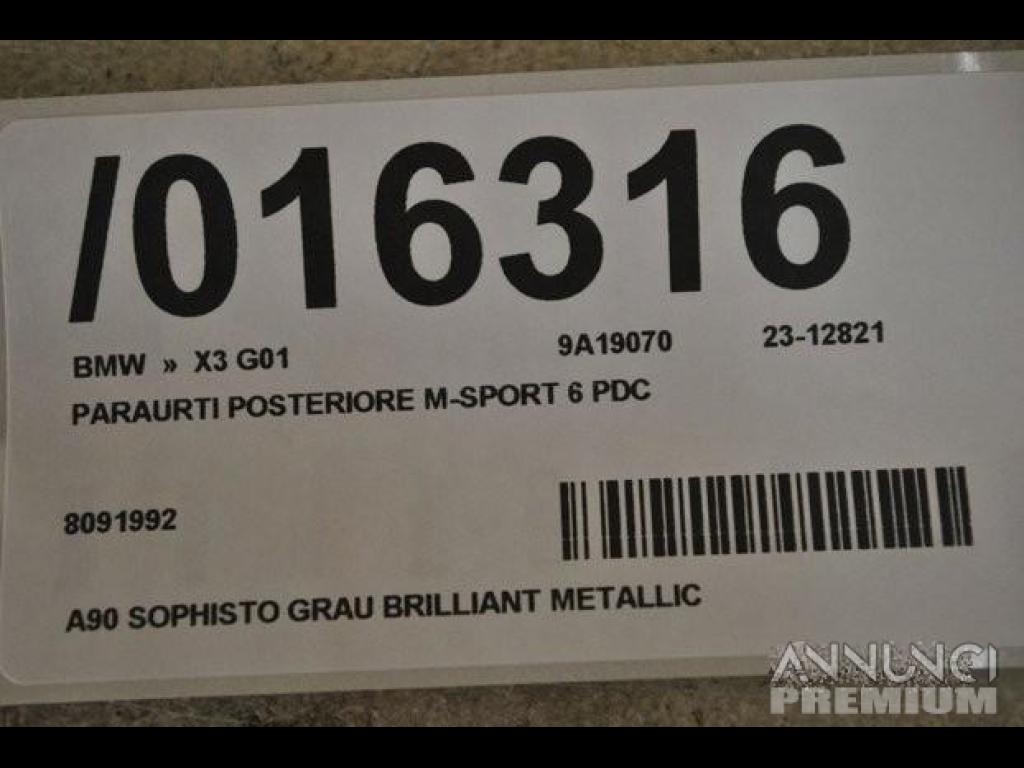 /016316
BMW » X3 G01 9A19070 23-12821
PARAURTI POSTERIORE M-SPORT 6 PDC
8091992
A90 SOPHISTO GRAU BRILLIANT METALLIC
ANNUNCI
PREMIUM